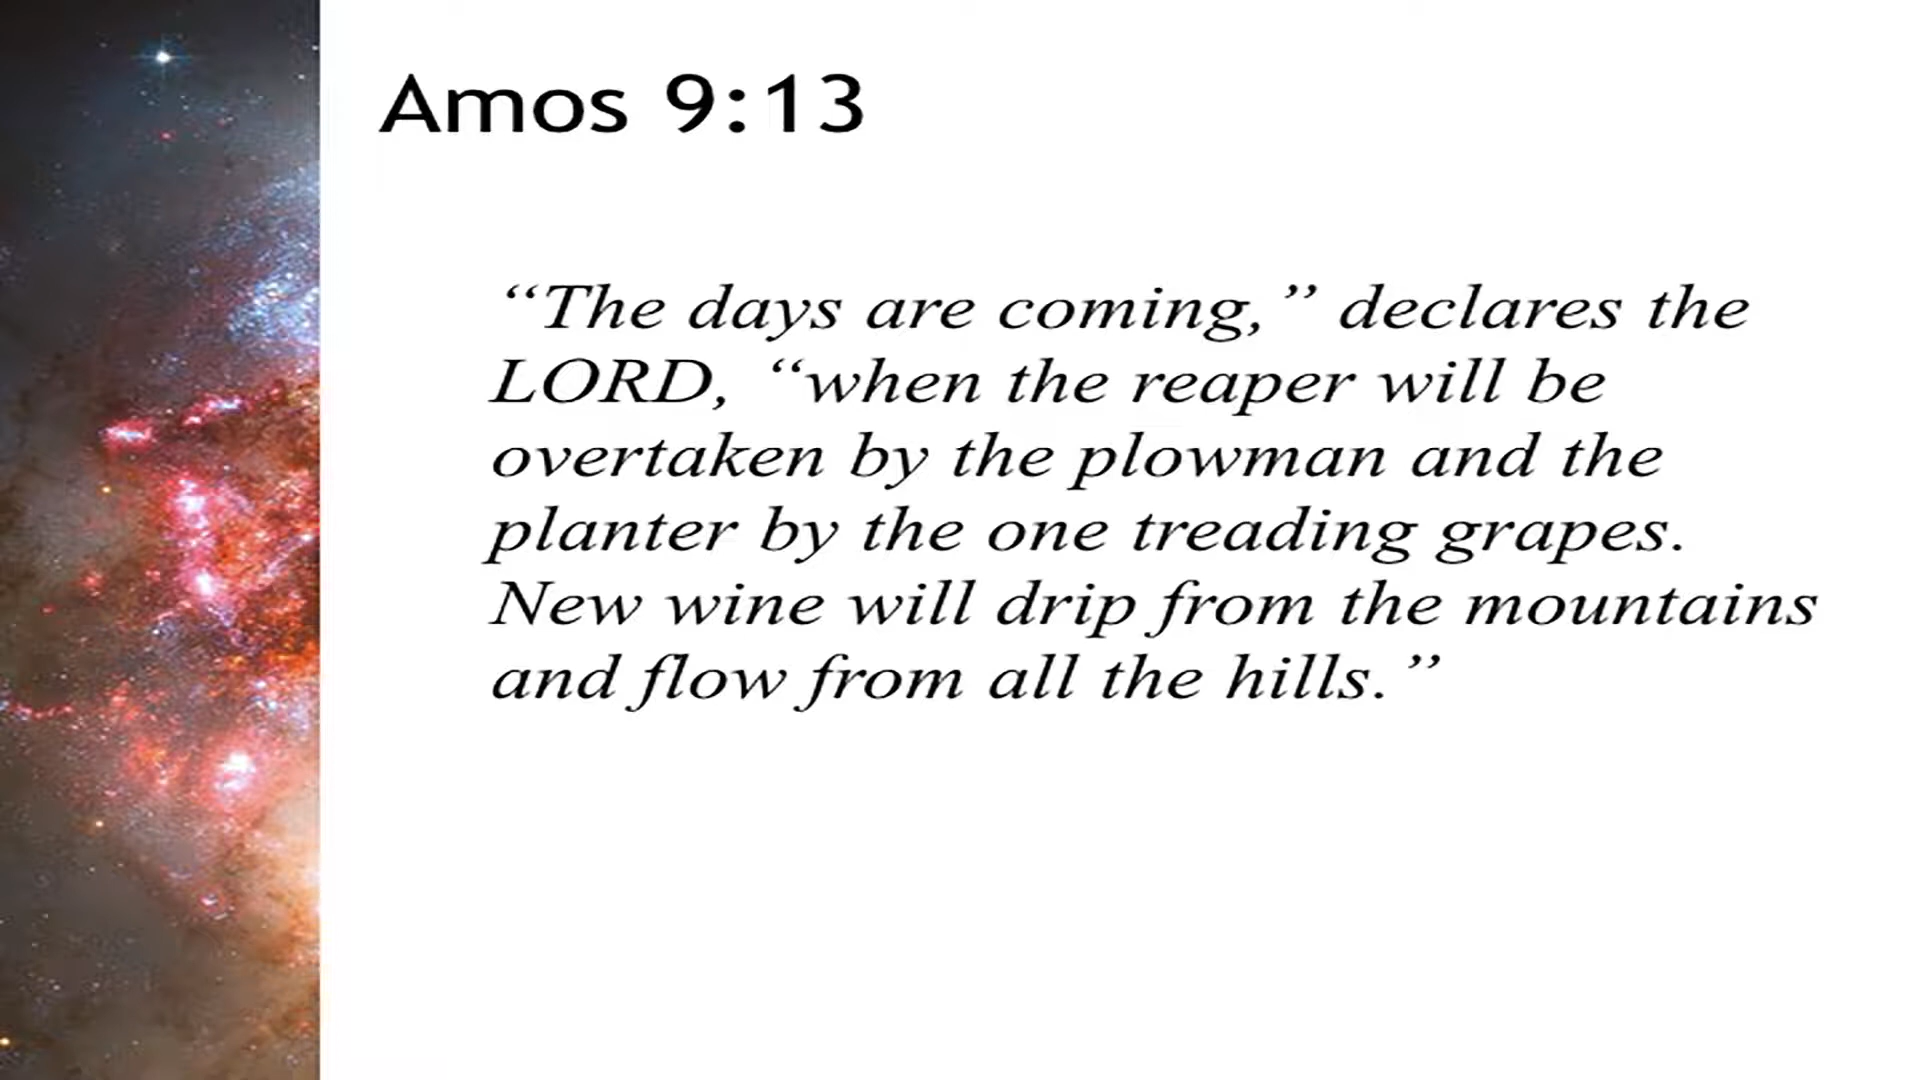 Amos 9:13
“The days are coming,” declares the
LORD, “when the reaper will be
overtaken by the plowman and the
planter by the one treading grapes.
New wine will drip from the mountains
and flow from all the hills.”